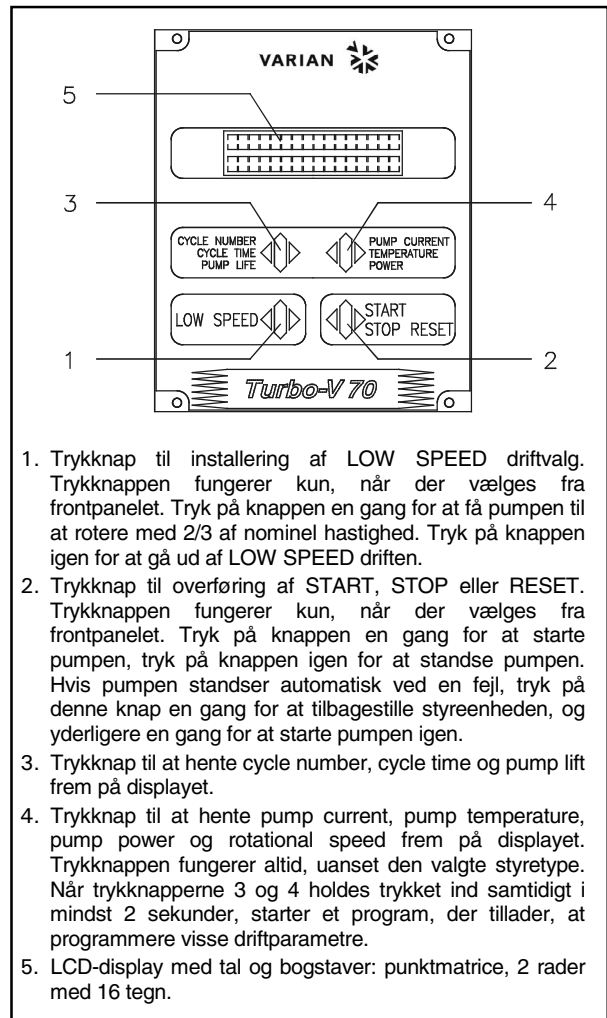 VARIAN
5
3
4
CYCLE NUMBER
CYCLE TIME
PUMP LIFE
PUMP CURRENT
TEMPERATURE
POWER
LOW SPEED
START
STOP RESET
1
2
Turbo-V 70
1. Trykknap til installering af LOW SPEED driftvalg.
Trykknappen fungerer kun, når der vælges fra
frontpanelet. Tryk på knappen en gang for at få pumpen til
at rotere med 2/3 af nominel hastighed. Tryk på knappen
igen for at gå ud af LOW SPEED driften.
2. Trykknap til overføring af START, STOP eller RESET.
Trykknappen fungerer kun, når der vælges fra
frontpanelet. Tryk på knappen en gang for at starte
pumpen, tryk på knappen igen for at standse pumpen.
Hvis pumpen standser automatisk ved en fejl, tryk på
denne knap en gang for at tilbagestille styreenheden, og
yderligere en gang for at starte pumpen igen.
3. Trykknap til at hente cycle number, cycle time og pump lift
frem på displayet.
4. Trykknap til at hente pump current, pump temperature,
pump power og rotational speed frem på displayet.
Trykknappen fungerer altid, uanset den valgte styretype.
Når trykknapperne 3 og 4 holdes trykket ind samtidigt i
mindst 2 sekunder, starter et program, der tillader, at
programmere visse driftparametre.
5. LCD-display med tal og bogstaver: punktmatrice, 2 rader
med 16 tegn.